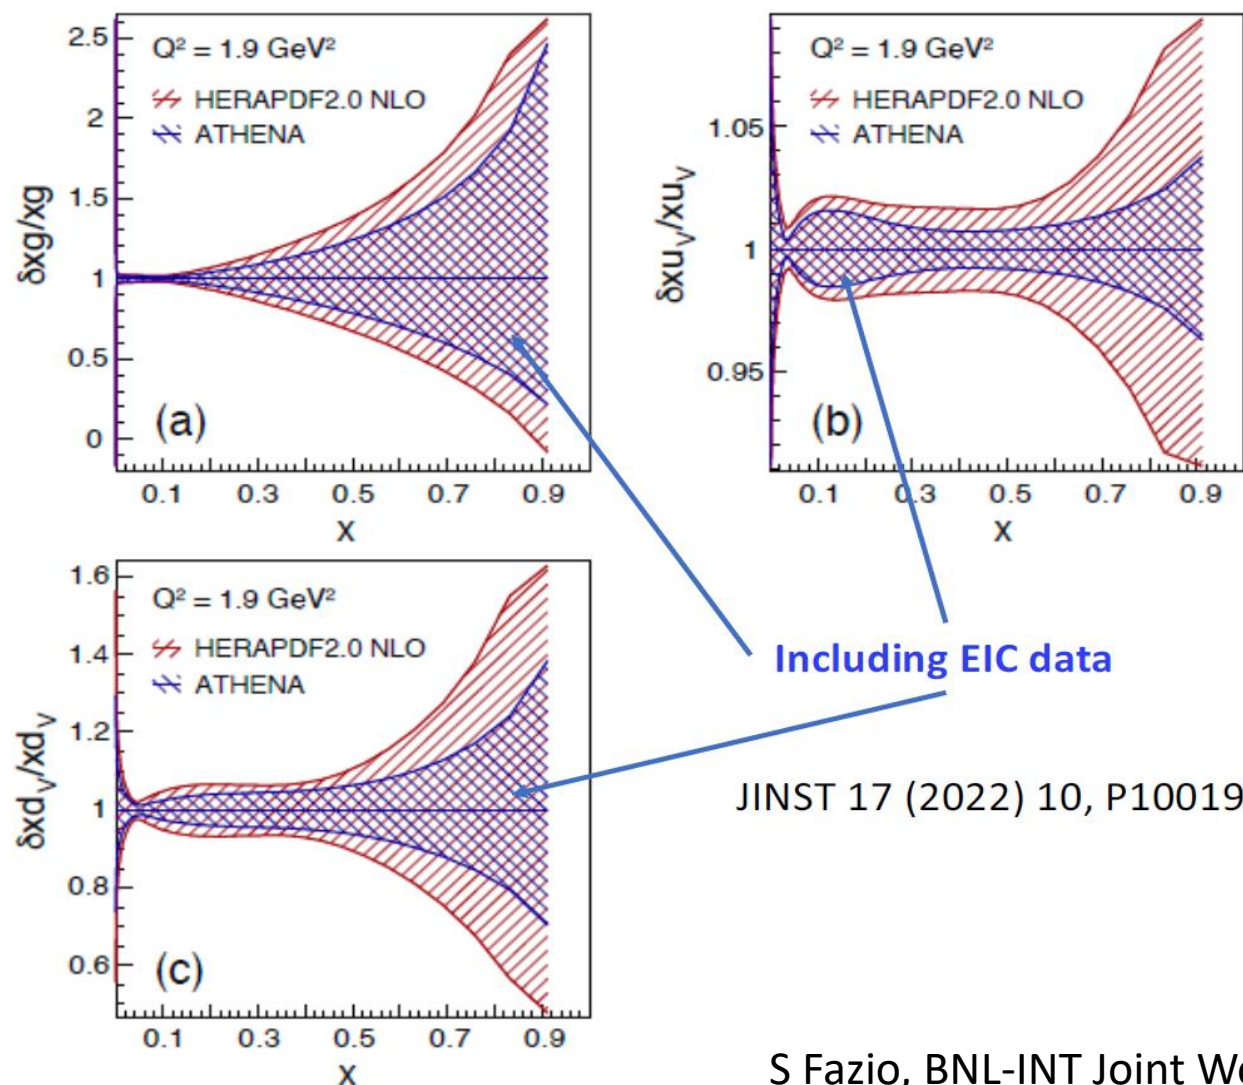 2.5
2
1.5
1
0.5
0
δxg/xg
Q² = 1.9 GeV²
HERAPDF2.0 NLO
ATHENA
(a)
0.1 0.3 0.5 0.7 0.9
x
1.05
1
0.95
δxu_V/xu_V
Q² = 1.9 GeV²
HERAPDF2.0 NLO
ATHENA
(b)
0.1 0.3 0.5 0.7 0.9
x
1.6
1.4
1.2
1
0.8
0.6
δxd_V/xd_V
Q² = 1.9 GeV²
HERAPDF2.0 NLO
ATHENA
(c)
0.1 0.3 0.5 0.7 0.9
x
Including EIC data
JINST 17 (2022) 10, P10019
S Fazio, BNL-INT Joint